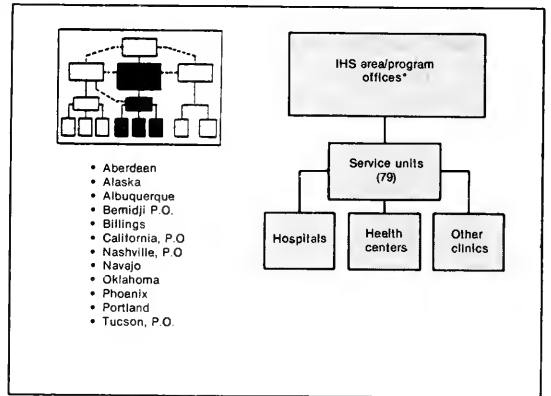 IHS area/program
offices*
Service units
(79)
Hospitals
Health
centers
Other
clinics
• Aberdeen
• Alaska
• Albuquerque
• Bemidji P.O.
• Billings
• California, P.O
• Nashville, P.O
• Navajo
• Oklahoma
• Phoenix
• Portland
• Tucson, P.O.